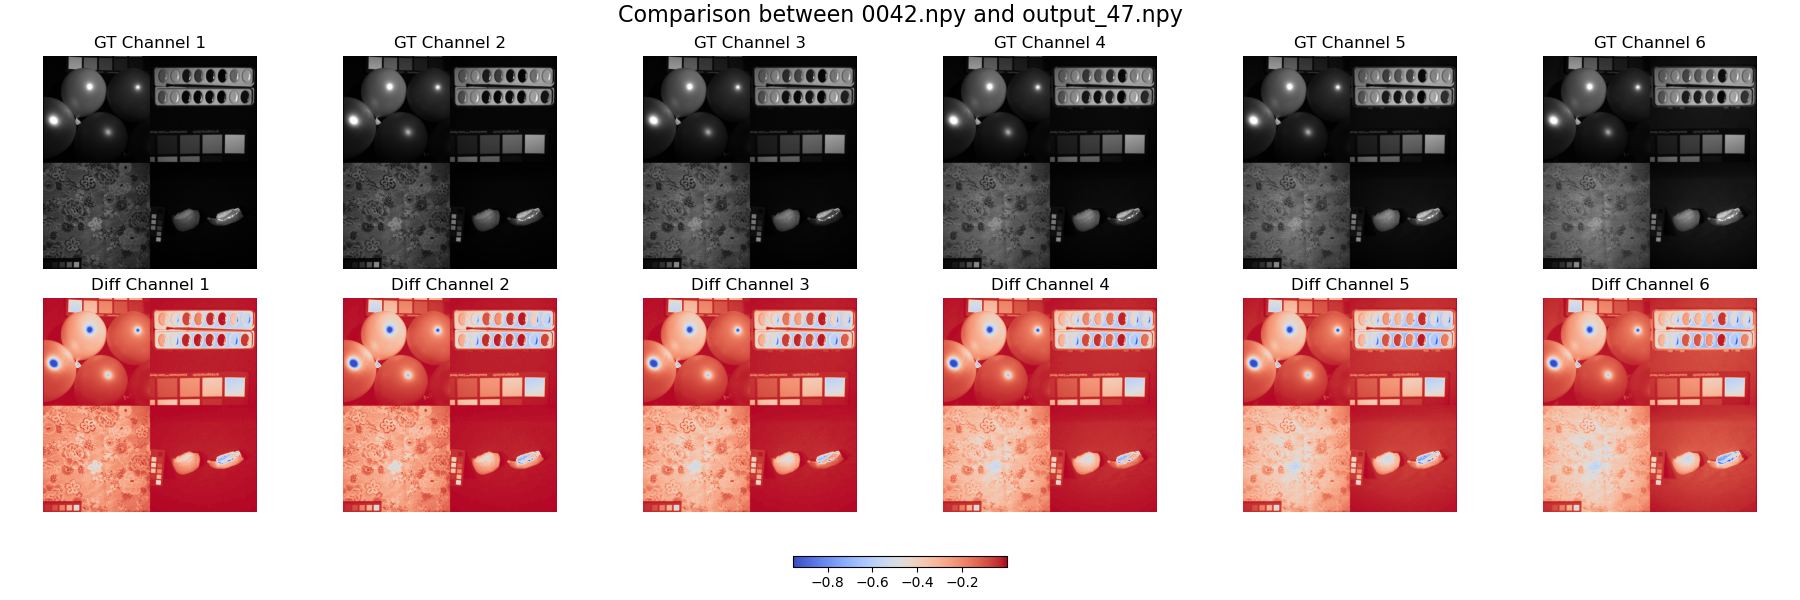 Comparison between 0042.npy and output_47.npy
GT Channel 1
GT Channel 2
GT Channel 3
GT Channel 4
GT Channel 5
GT Channel 6
Diff Channel 1
Diff Channel 2
Diff Channel 3
Diff Channel 4
Diff Channel 5
Diff Channel 6
−0.8 −0.6 −0.4 −0.2